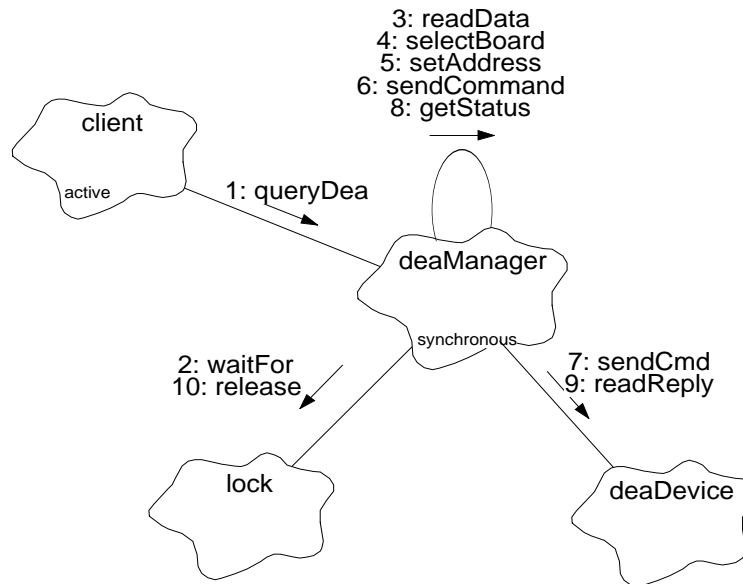 3: readData
4: selectBoard
5: setAddress
6: sendCommand
8: getStatus
client
active
1: queryDea
deaManager
synchronous
2: waitFor
10: release
7: sendCmd
9: readReply
lock
deaDevice